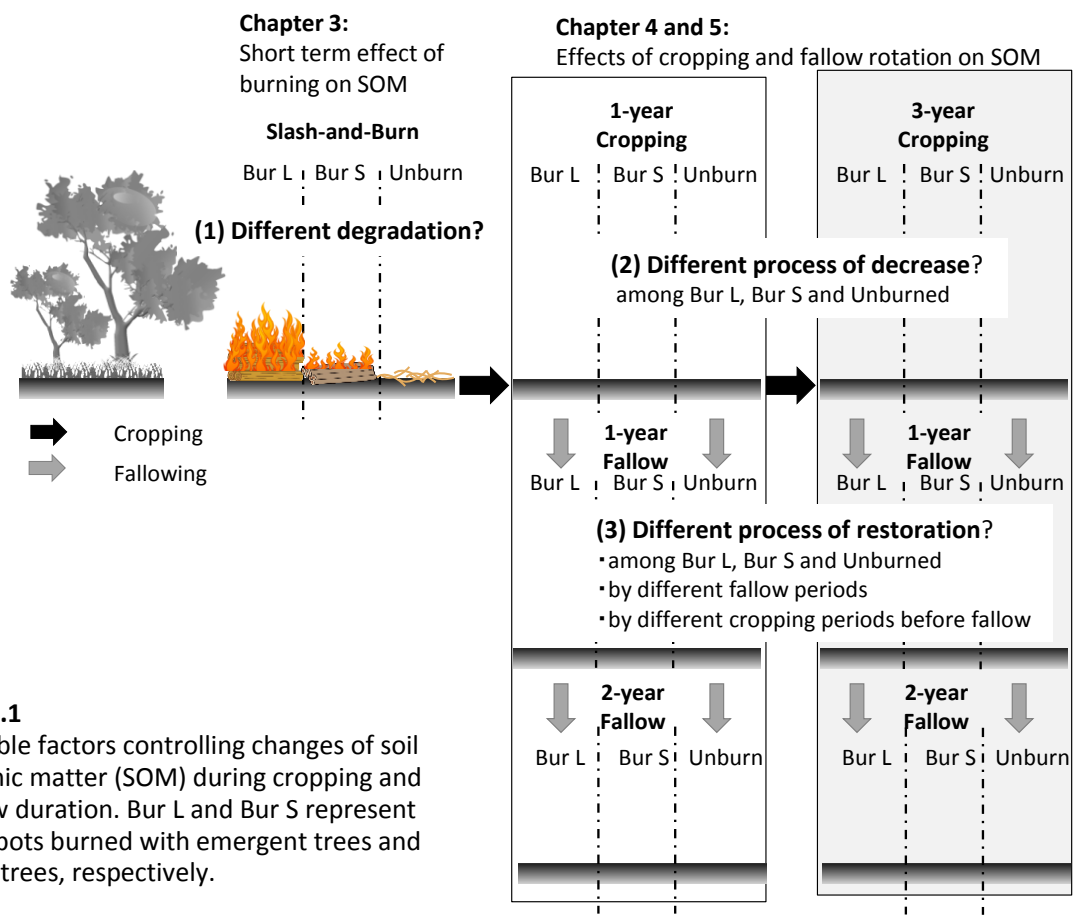 Chapter 3:
Short term effect of
burning on SOM
Slash-and-Burn
Bur L Bur S Unburn
(1) Different degradation?
Cropping
Fallowing
Chapter 4 and 5:
Effects of cropping and fallow rotation on SOM
1-year
Cropping
Bur L Bur S Unburn
3-year
Cropping
Bur L Bur S Unburn
(2) Different process of decrease?
among Bur L, Bur S and Unburned
1-year
Fallow
Bur L Bur S Unburn
1-year
Fallow
Bur L Bur S Unburn
(3) Different process of restoration?
・among Bur L, Bur S and Unburned
・by different fallow periods
・by different cropping periods before fallow
2-year
Fallow
Bur L Bur S Unburn
2-year
Fallow
Bur L Bur S Unburn
.1
ble factors controlling changes of soil
nic matter (SOM) during cropping and
w duration. Bur L and Bur S represent
pots burned with emergent trees and
trees, respectively.